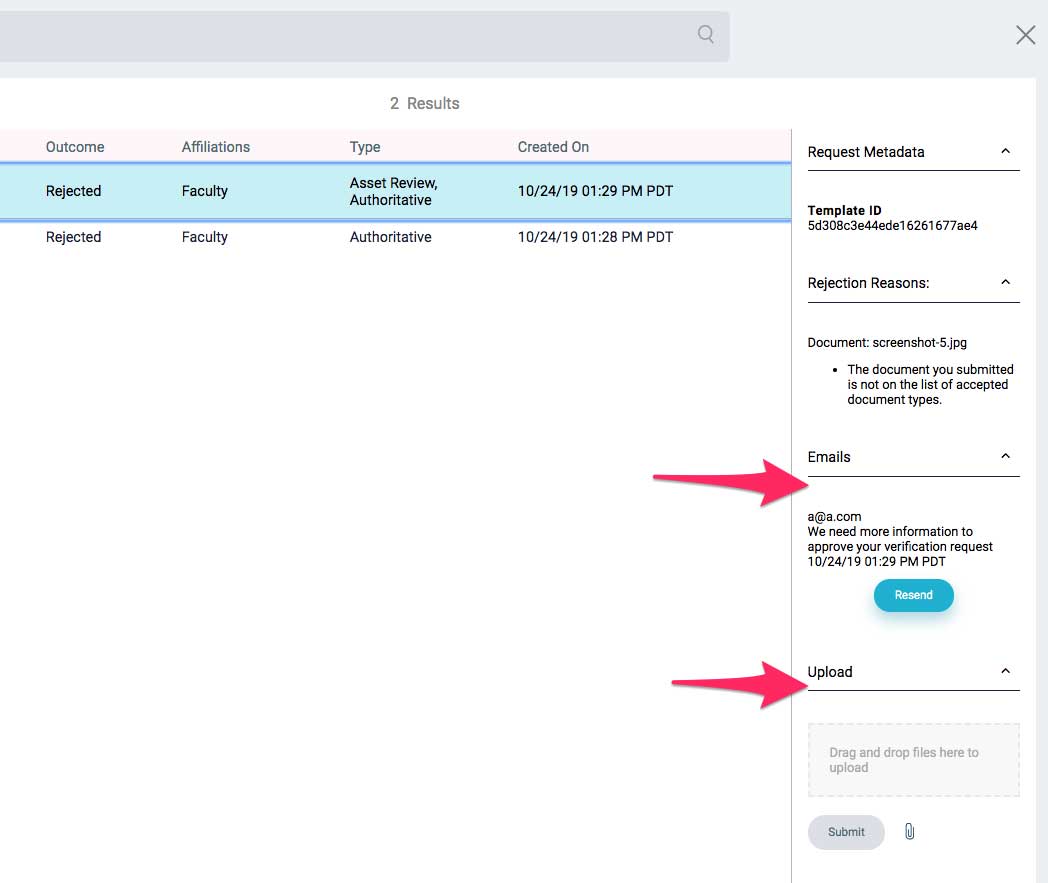 2 Results
Outcome Affiliations Type Created On
Rejected Faculty Asset Review, Authoritative 10/24/19 01:29 PM PDT
Rejected Faculty Authoritative 10/24/19 01:28 PM PDT
Request Metadata
Template ID
5d308c3e44ede16261677ae4
Rejection Reasons:
Document: screenshot-5.jpg
• The document you submitted
is not on the list of accepted
document types.
Emails
a@a.com
We need more information to
approve your verification request
10/24/19 01:29 PM PDT
Resend
Upload
Drag and drop files here to
upload
Submit